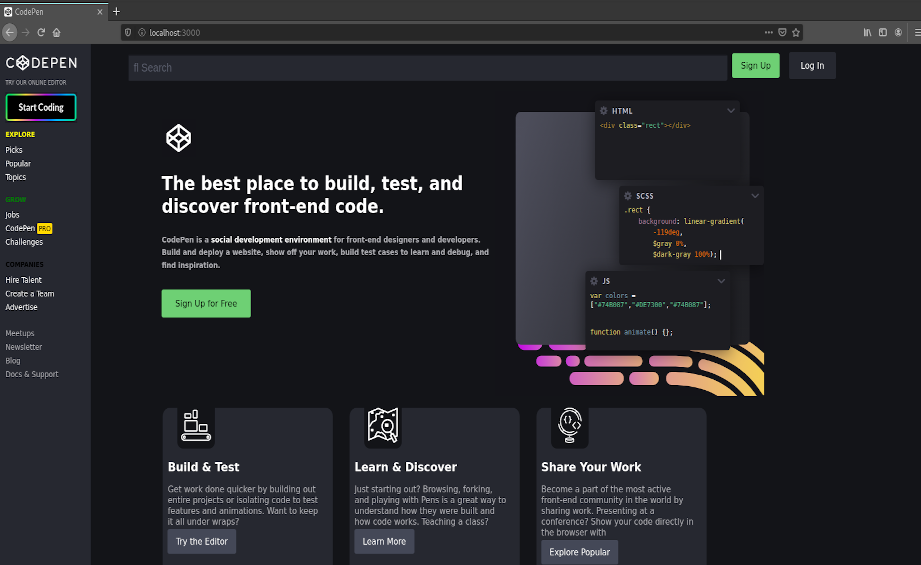 CodePen
localhost:3000
CODEPEN
TRY OUR ONLINE EDITOR
Start Coding
EXPLORE
Picks
Popular
Topics
GROW
Jobs
CodePen PRO
Challenges
COMPANIES
Hire Talent
Create a Team
Advertise
Meetups
Newsletter
Blog
Docs & Support
fl Search
Sign Up
Log In
The best place to build, test, and
discover front-end code.
CodePen is a social development environment for front-end designers and developers.
Build and deploy a website, show off your work, build test cases to learn and debug, and
find inspiration.
Sign Up for Free
HTML
<div class="rect"></div>
SCSS
.rect {
background: linear-gradient(
-119deg,
$gray 0%,
$dark-gray 100%);
JS
var colors =
["#74B087","#DE7300","#74B087"];
function animate() {};
Build & Test
Get work done quicker by building out
entire projects or isolating code to test
features and animations. Want to keep
it all under wraps?
Try the Editor
Learn & Discover
Just starting out? Browsing, forking,
and playing with Pens is a great way to
understand how they were built and
how code works. Teaching a class?
Learn More
Share Your Work
Become a part of the most active
front-end community in the world by
sharing work. Presenting at a
conference? Show your code directly in
the browser with
Explore Popular